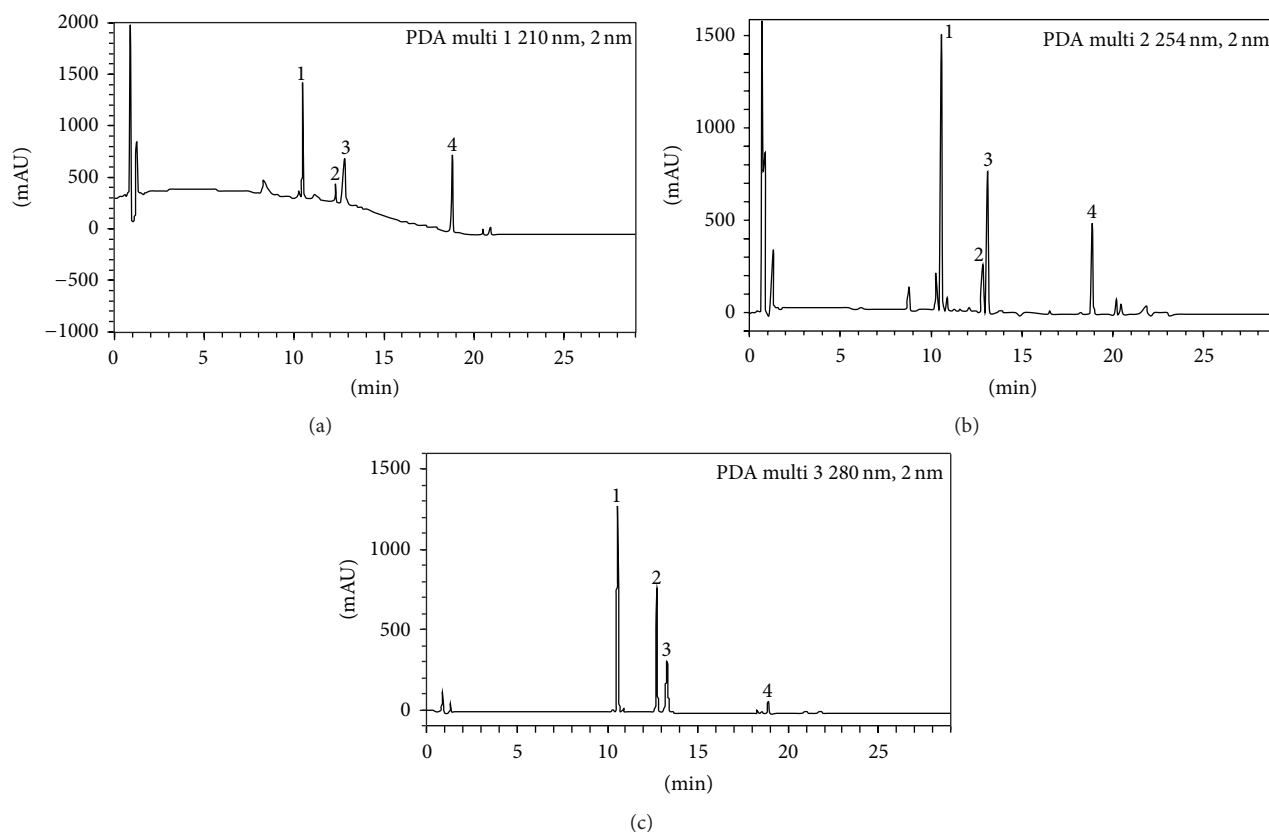 PDA multi 1 210 nm, 2 nm
2000
1500
1000
500
0
−500
−1000
(mAU)
1
2
3
4
0 5 10 15 20 25
(min)
(a)
PDA multi 2 254 nm, 2 nm
1500
1000
500
0
(mAU)
1
2
3
4
0 5 10 15 20 25
(min)
(b)
PDA multi 3 280 nm, 2 nm
1500
1000
500
0
(mAU)
1
2
3
4
0 5 10 15 20 25
(min)
(c)